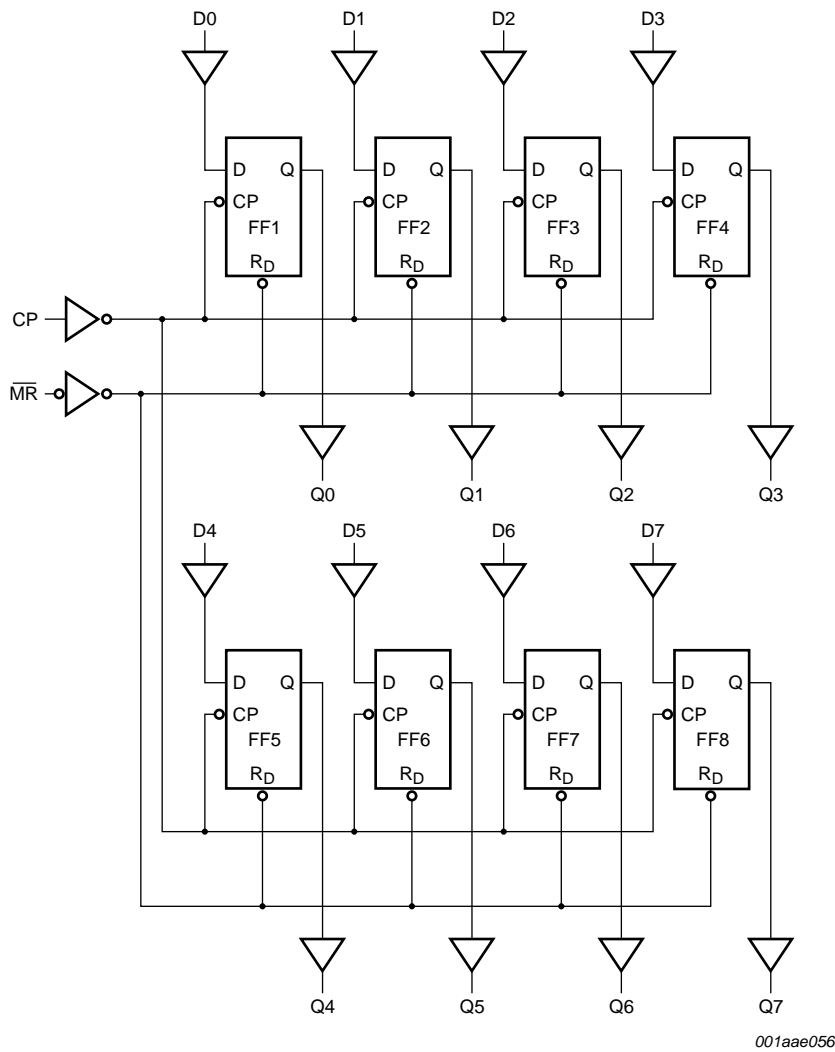 D0 D1 D2 D3
D Q D Q D Q D Q
CP CP CP CP
FF1 FF2 FF3 FF4
RD RD RD RD
CP
MR
Q0 Q1 Q2 Q3
D4 D5 D6 D7
D Q D Q D Q D Q
CP CP CP CP
FF5 FF6 FF7 FF8
RD RD RD RD
Q4 Q5 Q6 Q7
001aae056